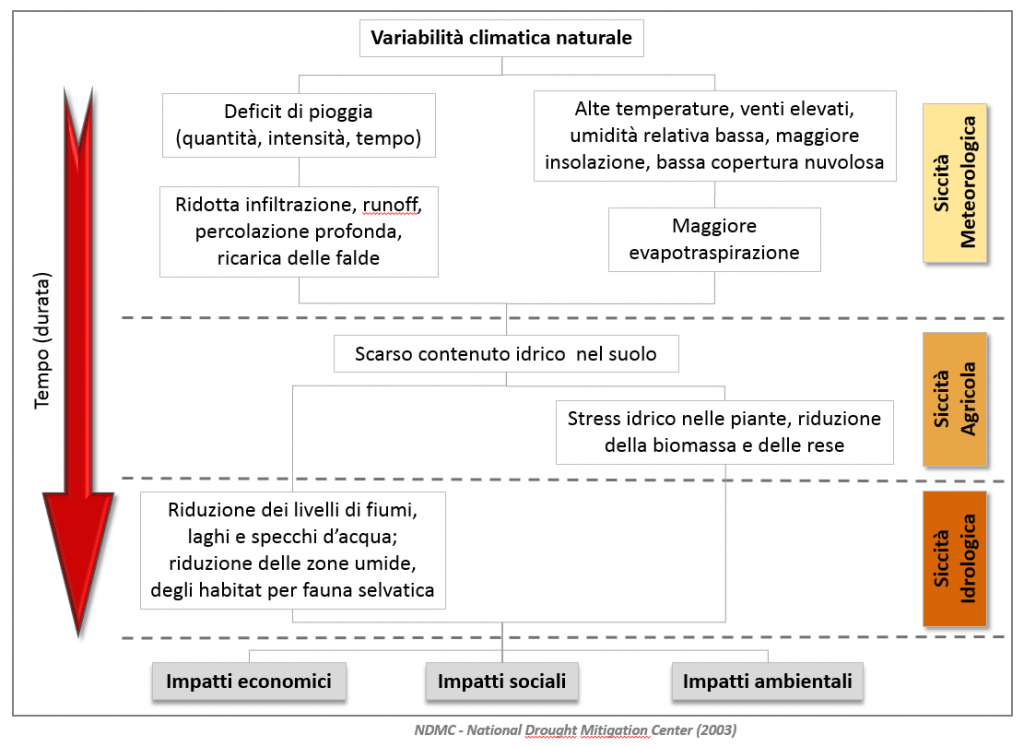 Variabilità climatica naturale
Deficit di pioggia
(quantità, intensità, tempo)
Alte temperature, venti elevati,
umidità relativa bassa, maggiore
insolazione, bassa copertura nuvolosa
Siccità
Meteorologica
Ridotta infiltrazione, runoff,
percolazione profonda,
ricarica delle falde
Maggiore
evapotraspirazione
Tempo (durata)
Scarso contenuto idrico  nel suolo
Siccità
Agricola
Stress idrico nelle piante, riduzione
della biomassa e delle rese
Riduzione dei livelli di fiumi,
laghi e specchi d’acqua;
riduzione delle zone umide,
degli habitat per fauna selvatica
Siccità
Idrologica
Impatti economici
Impatti sociali
Impatti ambientali
NDMC - National Drought Mitigation Center (2003)